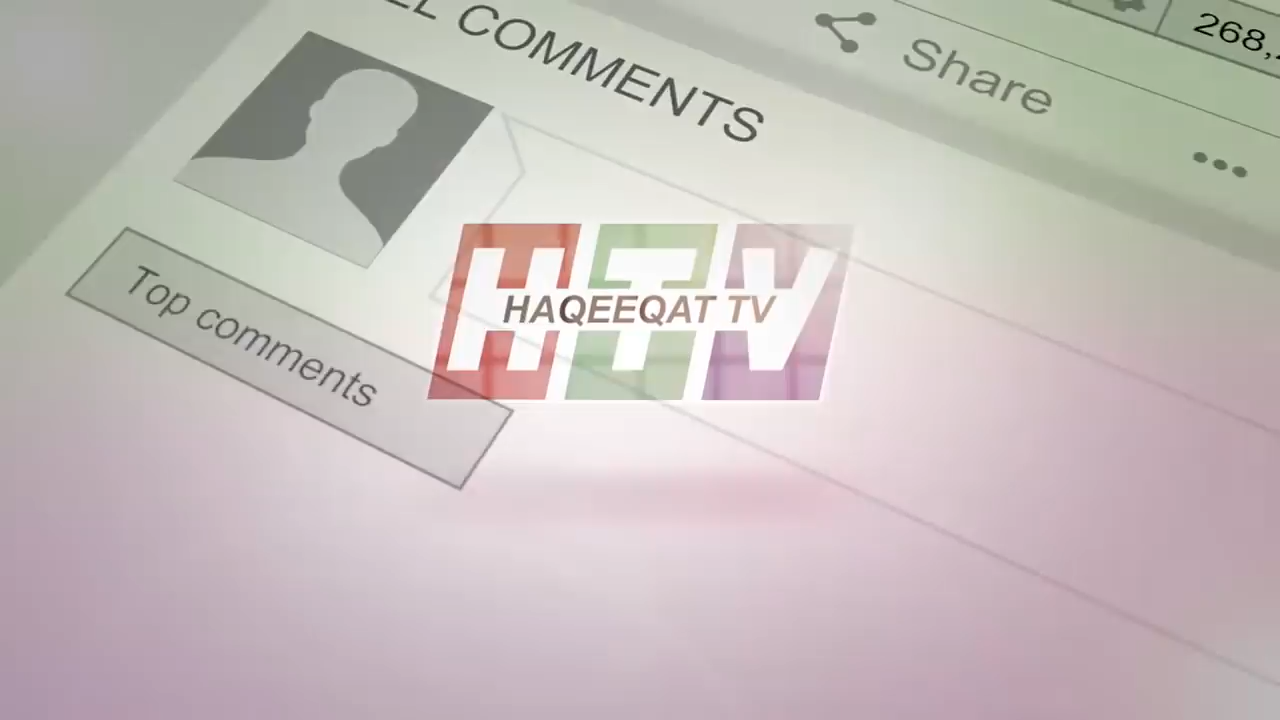 COMMENTS
Share
268,
HTV
HAQEEQAT TV
Top comments